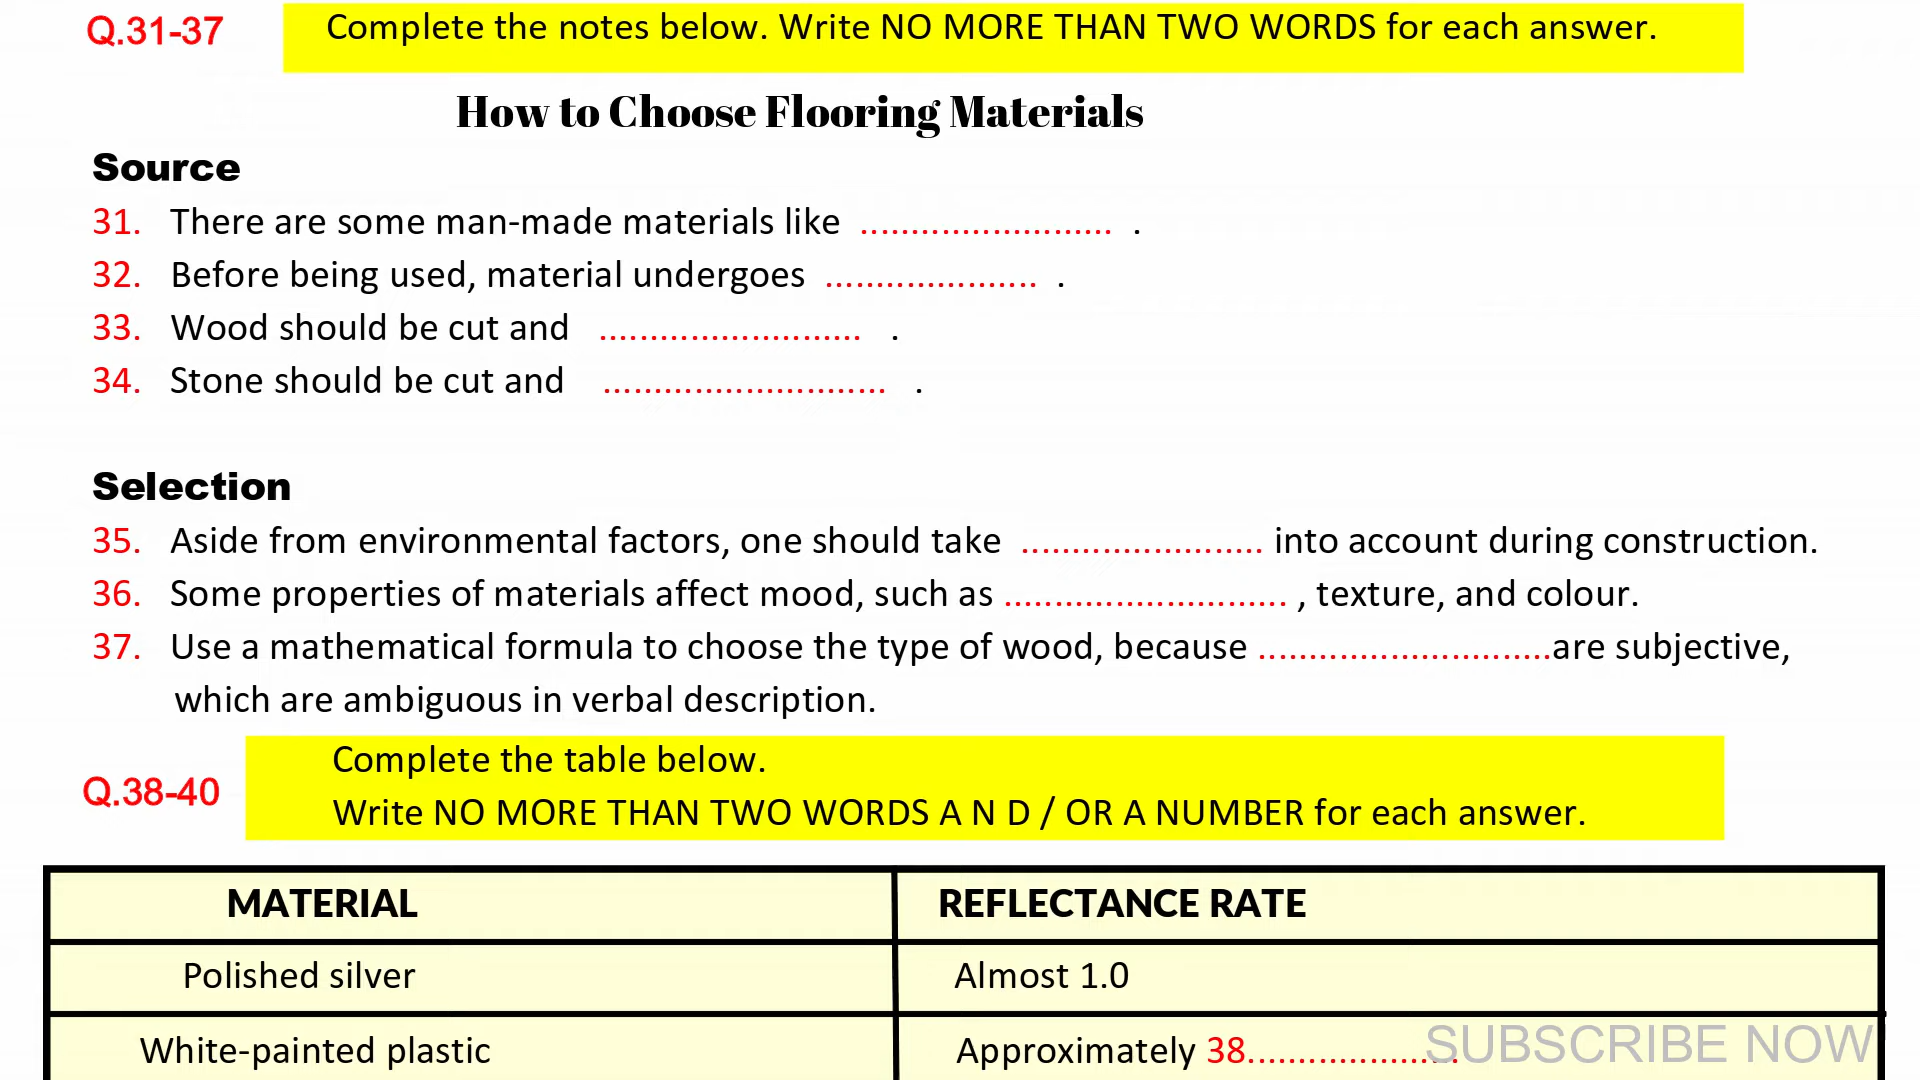 Q.31-37 Complete the notes below. Write NO MORE THAN TWO WORDS for each answer.
How to Choose Flooring Materials
Source
31. There are some man-made materials like ......................... .
32. Before being used, material undergoes ..................... .
33. Wood should be cut and .......................... .
34. Stone should be cut and ............................ .
Selection
35. Aside from environmental factors, one should take ........................ into account during construction.
36. Some properties of materials affect mood, such as ............................ , texture, and colour.
37. Use a mathematical formula to choose the type of wood, because .............................are subjective,
which are ambiguous in verbal description.
Q.38-40
Complete the table below.
Write NO MORE THAN TWO WORDS A N D / OR A NUMBER for each answer.
MATERIAL REFLECTANCE RATE
Polished silver Almost 1.0
White-painted plastic Approximately 38.....................
SUBSCRIBE NOW